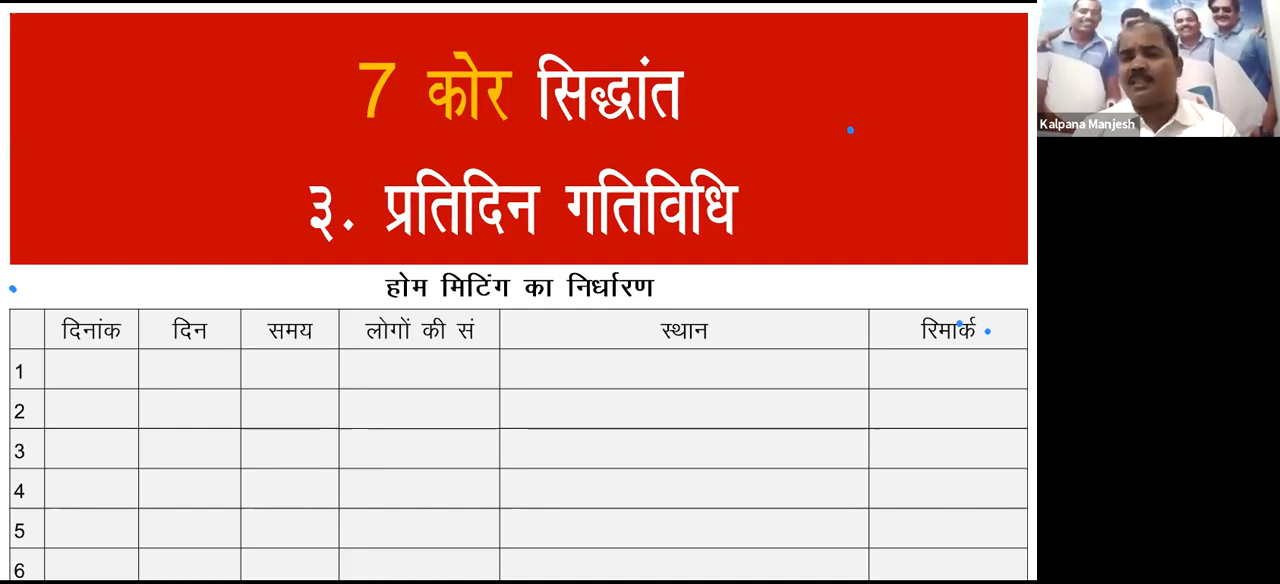 7 कोर सिद्धांत
३. प्रतिदिन गतिविधि
होम मिटिंग का निर्धारण
दिनांक दिन समय लोगों की सं स्थान रिमार्क
1
2
3
4
5
6
Kalpana Manjesh